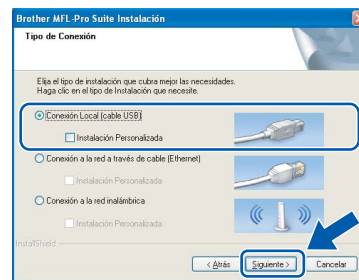 Brother MFL-Pro Suite Instalación
Tipo de Conexión
Elija el tipo de instalación que cubra mejor las necesidades.
Haga clic en el tipo de Instalación que necesite.
Conexión Local (cable USB)
Instalación Personalizada
Conexión a la red a través de cable (Ethernet)
Instalación Personalizada
Conexión a la red inalámbrica
Instalación Personalizada
InstallShield
< Atrás Siguiente > Cancelar